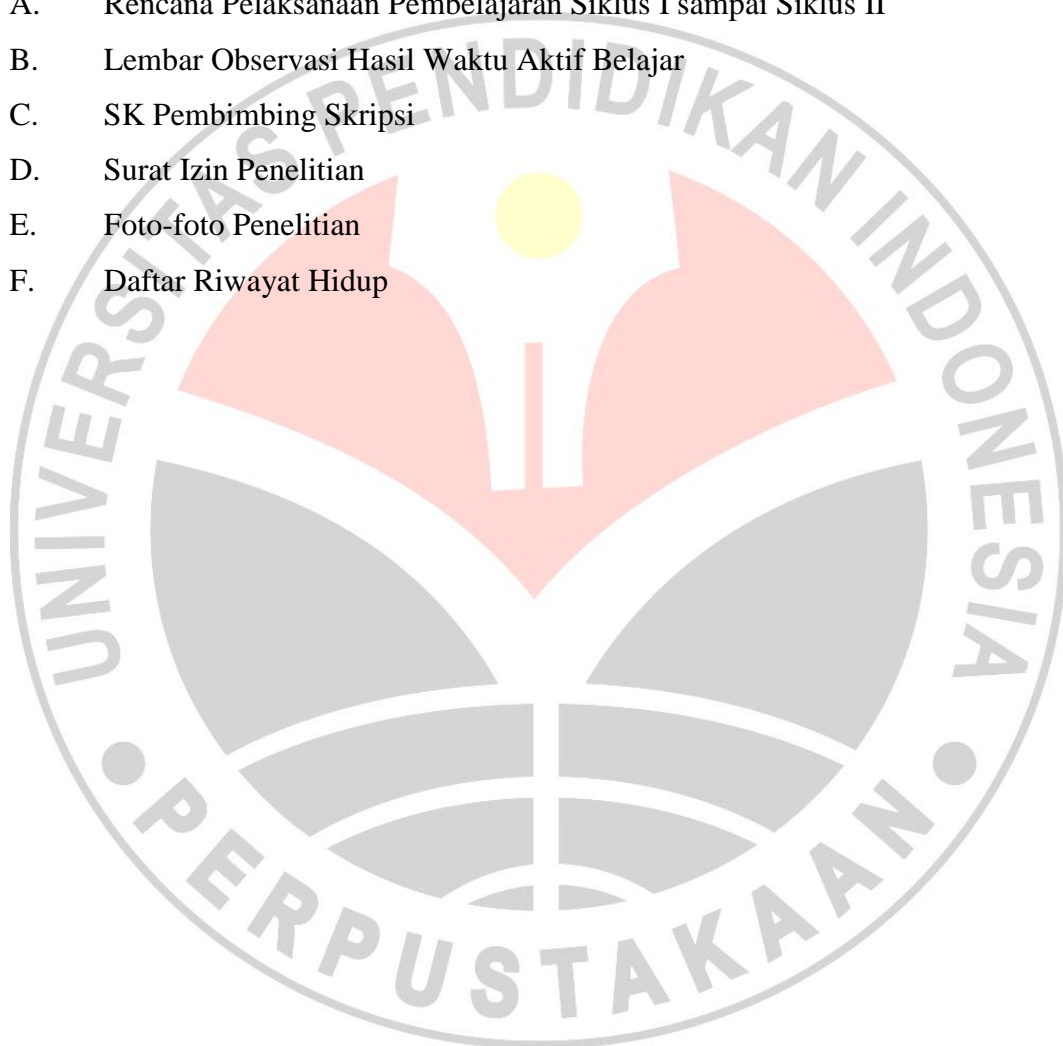 A. Rencana Pelaksanaan Pembelajaran Siklus I sampai Siklus II
B. Lembar Observasi Hasil Waktu Aktif Belajar
C. SK Pembimbing Skripsi
D. Surat Izin Penelitian
E. Foto-foto Penelitian
F. Daftar Riwayat Hidup
UNIVERSITAS PENDIDIKAN INDONESIA
PERPUSTAKAAN